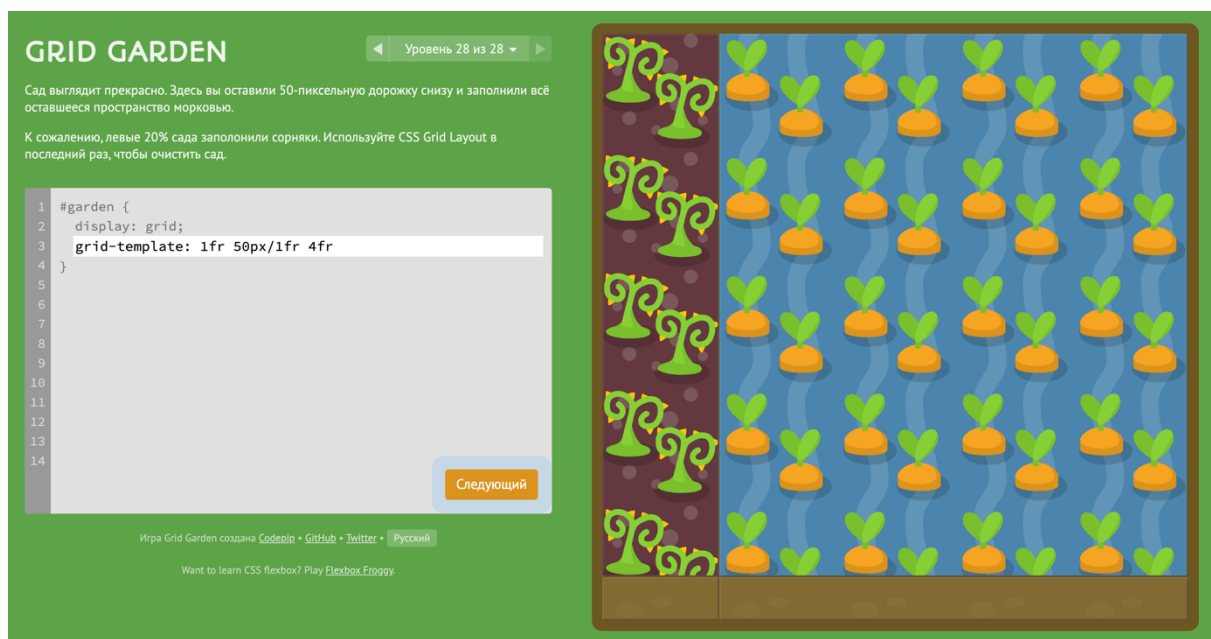 GRID GARDEN
Уровень 28 из 28
Сад выглядит прекрасно. Здесь вы оставили 50-пиксельную дорожку снизу и заполнили всё
оставшееся пространство морковью.
К сожалению, левые 20% сада заполонили сорняки. Используйте CSS Grid Layout в
последний раз, чтобы очистить сад.
1 #garden {
2 display: grid;
3 grid-template: 1fr 50px/1fr 4fr
4 }
5
6
7
8
9
10
11
12
13
14
Следующий
Игра Grid Garden создана Codepip • GitHub • Twitter • Русский
Want to learn CSS flexbox? Play Flexbox Froggy.